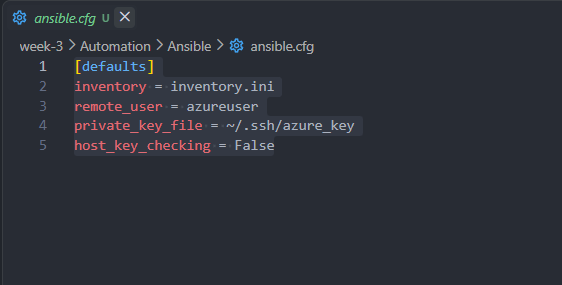 ansible.cfg U
week-3 > Automation > Ansible > ansible.cfg
1 [defaults]
2 inventory = inventory.ini
3 remote_user = azureuser
4 private_key_file = ~/.ssh/azure_key
5 host_key_checking = False